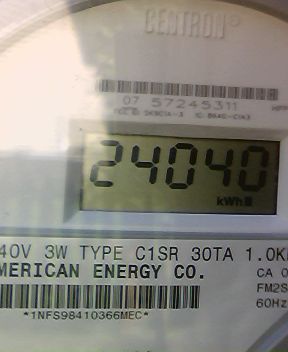 CENTRON®
07 57245311
24040
kWh
40V 3W TYPE C1SR 30TA 1.0K
MERICAN ENERGY CO.
CA 0
FM2S
60Hz
*1NFS98410366MEC*